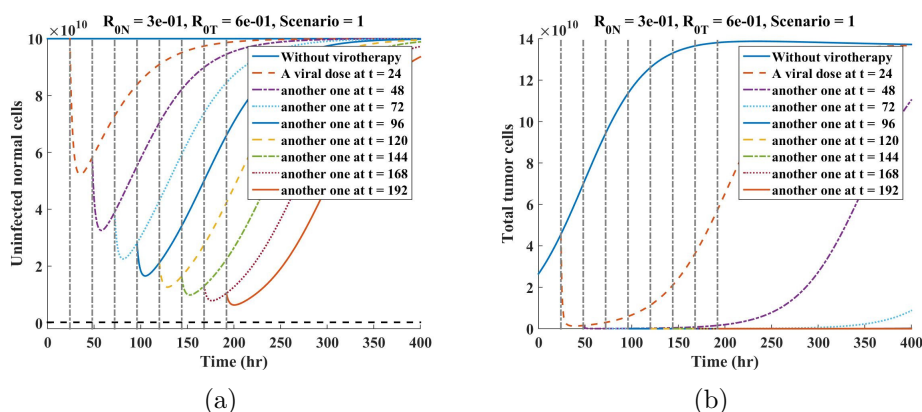 R0N = 3e-01, R0T = 6e-01, Scenario = 1
× 10^10
Uninfected normal cells
10
8
6
4
2
0
0 50 100 150 200 250 300 350 400
Time (hr)
Without virotherapy
A viral dose at t = 24
another one at t = 48
another one at t = 72
another one at t = 96
another one at t = 120
another one at t = 144
another one at t = 168
another one at t = 192
(a)
R0N = 3e-01, R0T = 6e-01, Scenario = 1
× 10^10
Total tumor cells
14
12
10
8
6
4
2
0
0 50 100 150 200 250 300 350 400
Time (hr)
Without virotherapy
A viral dose at t = 24
another one at t = 48
another one at t = 72
another one at t = 96
another one at t = 120
another one at t = 144
another one at t = 168
another one at t = 192
(b)